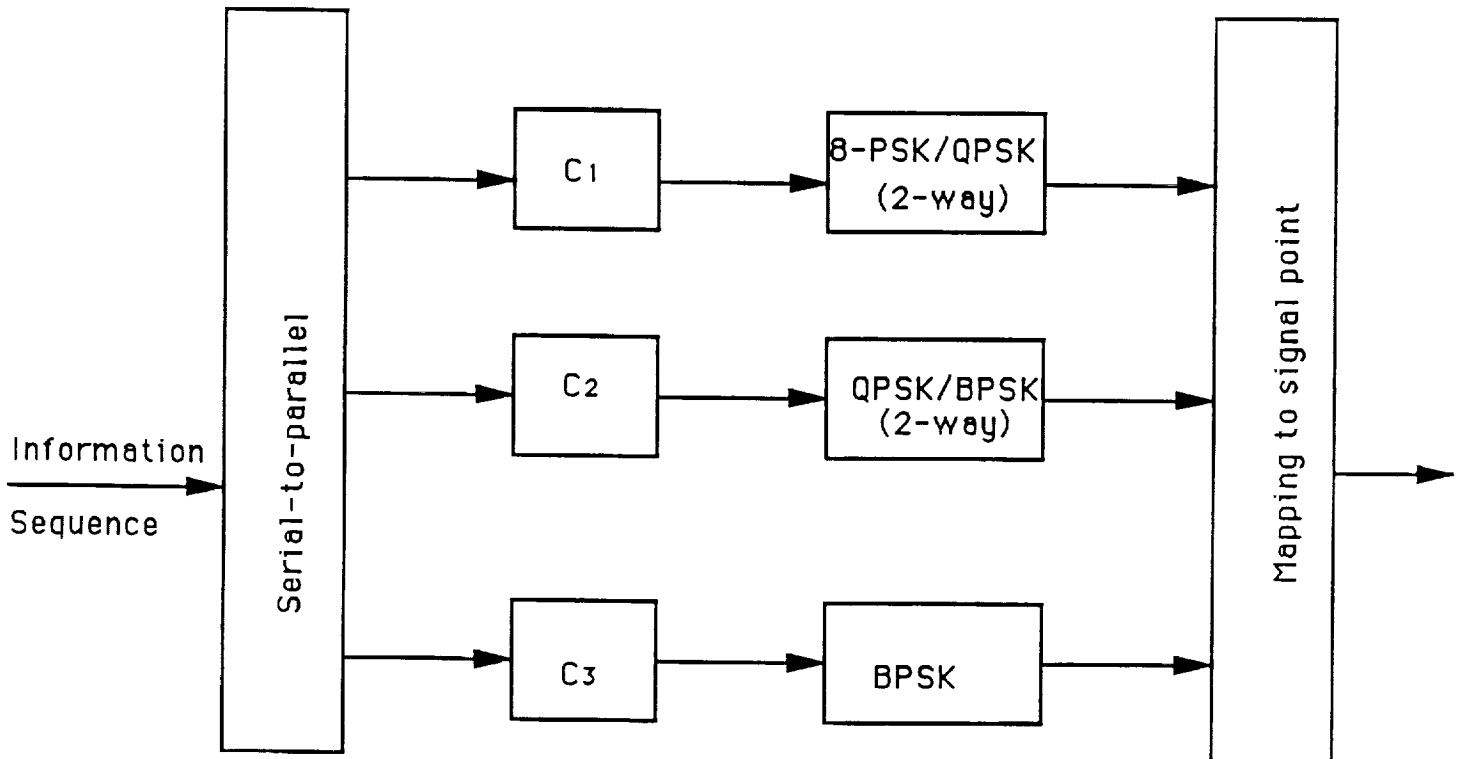 Information
Sequence
Serial-to-parallel
C1
8-PSK/QPSK
(2-way)
C2
QPSK/BPSK
(2-way)
C3
BPSK
Mapping to signal point